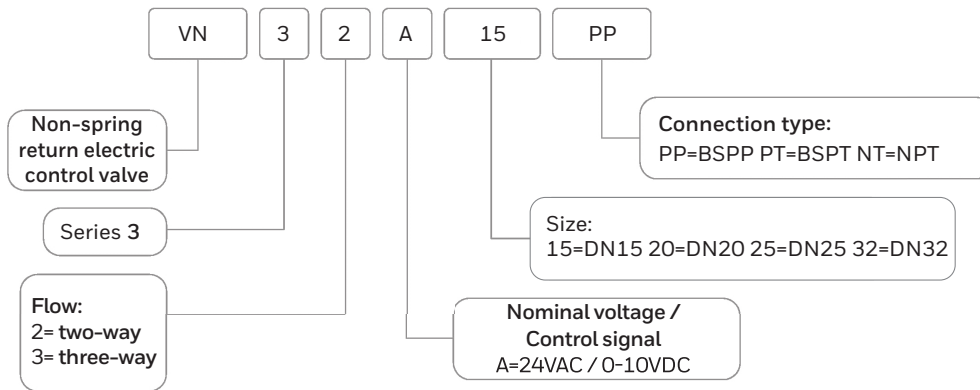 VN 3 2 A 15 PP
Non-spring
return electric
control valve
Series 3
Flow:
2= two-way
3= three-way
Connection type:
PP=BSPP PT=BSPT NT=NPT
Size:
15=DN15 20=DN20 25=DN25 32=DN32
Nominal voltage /
Control signal
A=24VAC / 0-10VDC